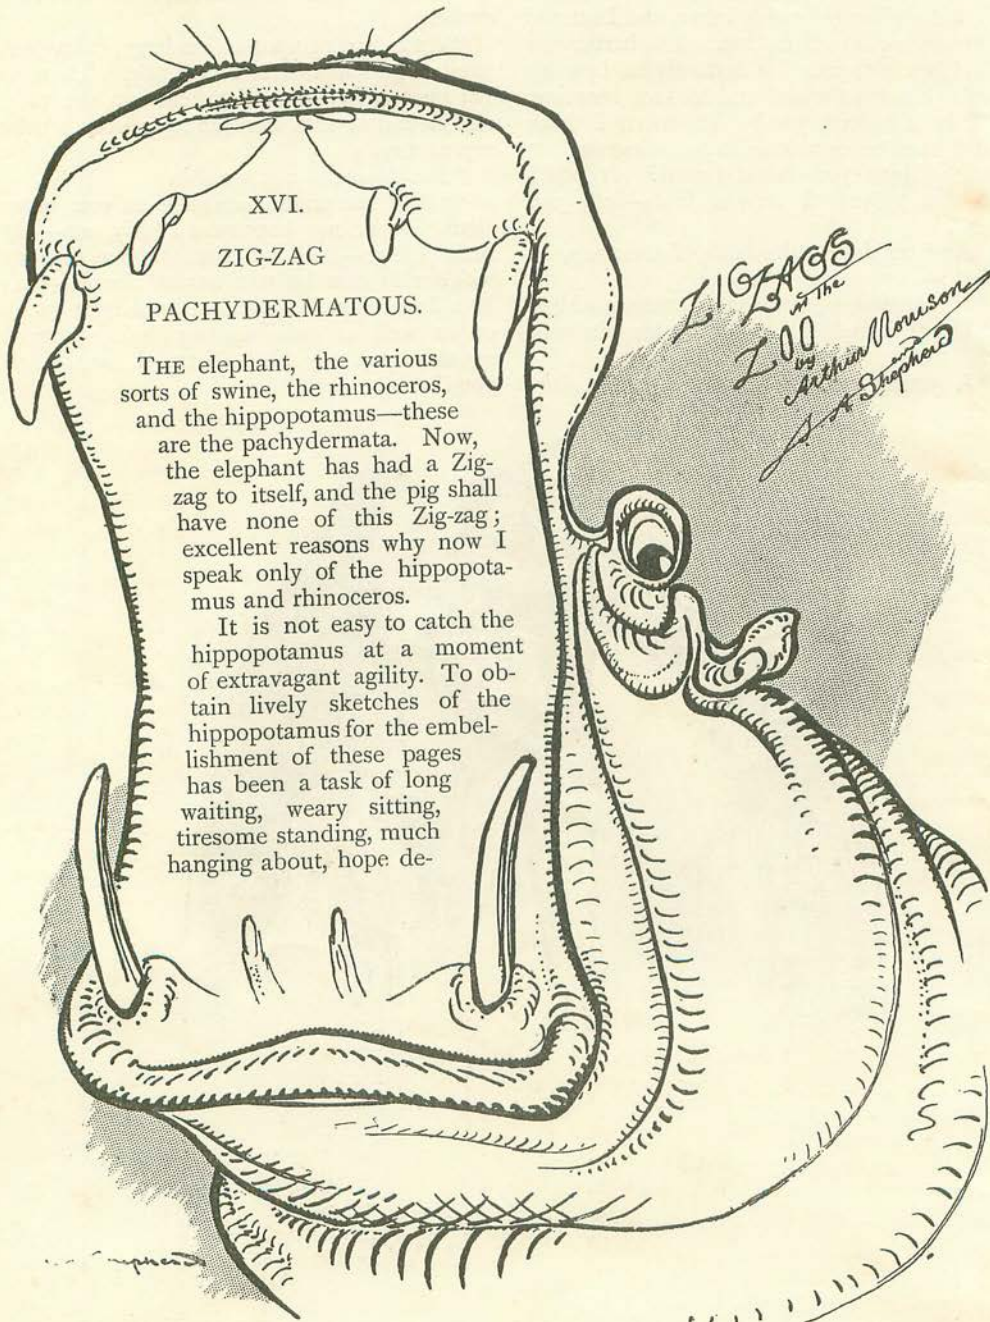 XVI.
ZIG-ZAG
PACHYDERMATOUS.
THE elephant, the various
sorts of swine, the rhinoceros,
and the hippopotamus—these
are the pachydermata. Now,
the elephant has had a Zig-
zag to itself, and the pig shall
have none of this Zig-zag;
excellent reasons why now I
speak only of the hippopota-
mus and rhinoceros.
It is not easy to catch the
hippopotamus at a moment
of extravagant agility. To ob-
tain lively sketches of the
hippopotamus for the embel-
lishment of these pages
has been a task of long
waiting, weary sitting,
tiresome standing, much
hanging about, hope de-
ZIGZAGS
in the
ZOO
by
Arthur Morrison
and
J. A. Shepherd